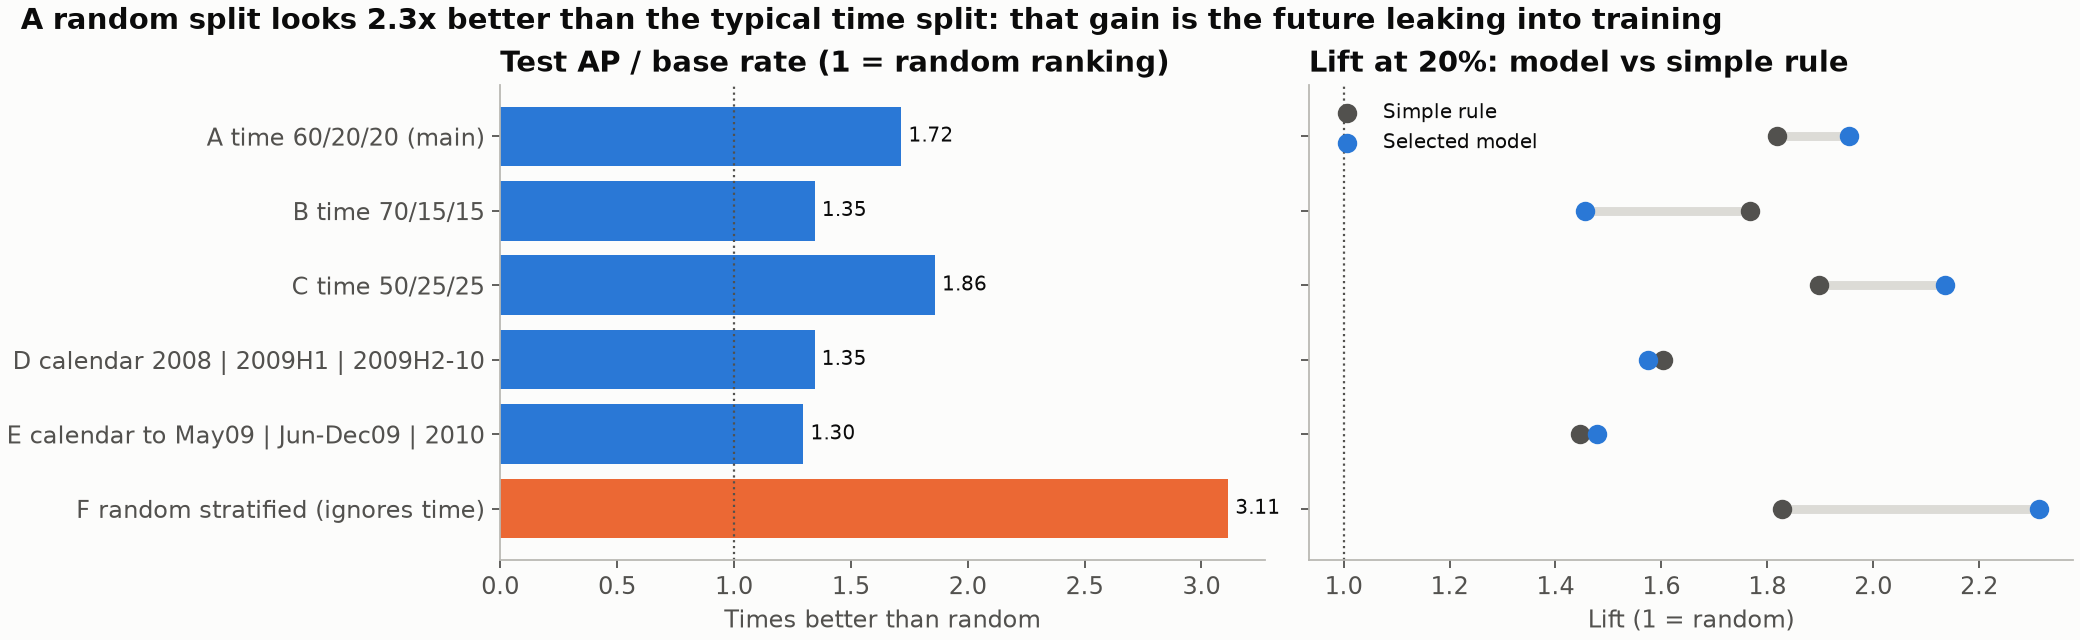 A random split looks 2.3x better than the typical time split: that gain is the future leaking into training
Test AP / base rate (1 = random ranking)
A time 60/20/20 (main)
B time 70/15/15
C time 50/25/25
D calendar 2008 | 2009H1 | 2009H2-10
E calendar to May09 | Jun-Dec09 | 2010
F random stratified (ignores time)
1.72
1.35
1.86
1.35
1.30
3.11
0.0 0.5 1.0 1.5 2.0 2.5 3.0
Times better than random
Lift at 20%: model vs simple rule
Simple rule
Selected model
1.0 1.2 1.4 1.6 1.8 2.0 2.2
Lift (1 = random)